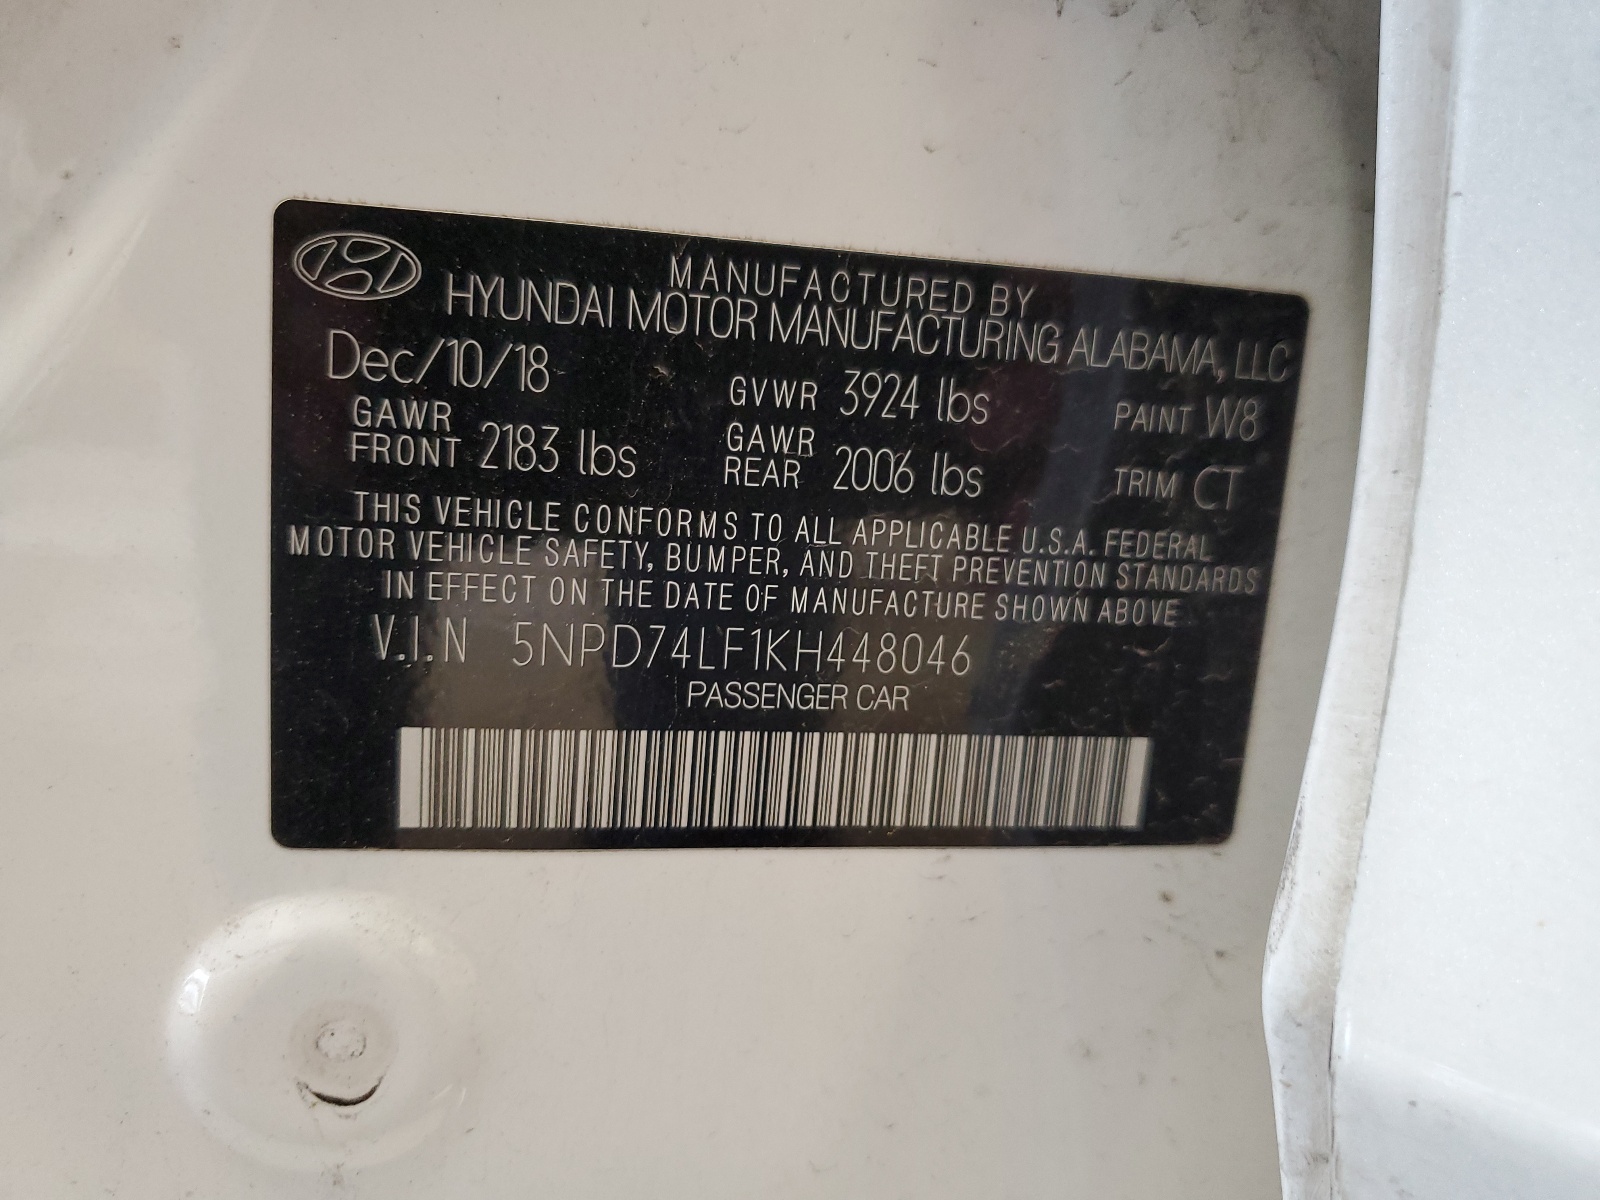 MANUFACTURED BY
HYUNDAI MOTOR MANUFACTURING ALABAMA, LLC
Dec/10/18 GVWR 3924 lbs PAINT W8
GAWR FRONT 2183 lbs GAWR REAR 2006 lbs TRIM CT
THIS VEHICLE CONFORMS TO ALL APPLICABLE U.S.A. FEDERAL
MOTOR VEHICLE SAFETY, BUMPER, AND THEFT PREVENTION STANDARDS
IN EFFECT ON THE DATE OF MANUFACTURE SHOWN ABOVE
V.I.N 5NPD74LF1KH448046
PASSENGER CAR